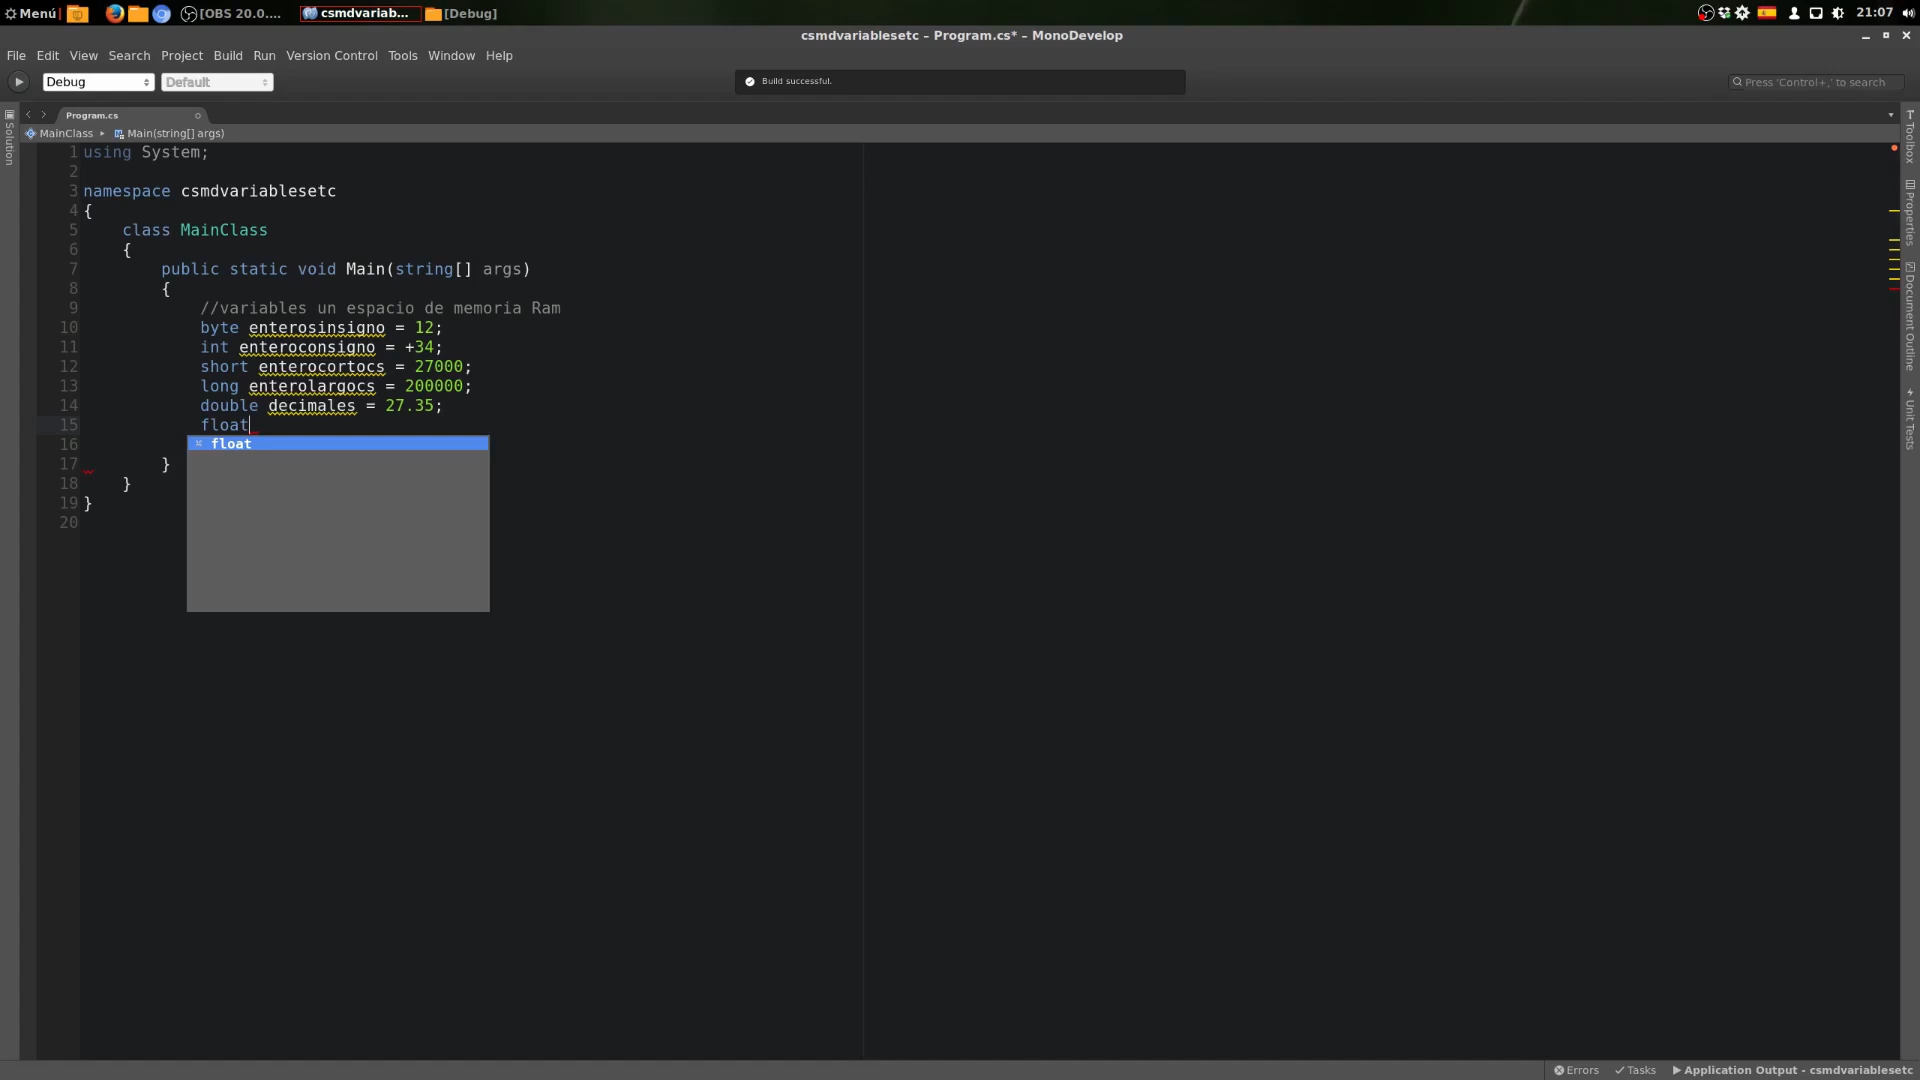 Menú [OBS 20.0.... csmdvariab... [Debug] 21:07
csmdvariablesetc – Program.cs* – MonoDevelop
File Edit View Search Project Build Run Version Control Tools Window Help
Debug Default Build successful. Press 'Control+,' to search
Program.cs
MainClass Main(string[] args)
Solution
1 using System;
2
3 namespace csmdvariablesetc
4 {
5 class MainClass
6 {
7 public static void Main(string[] args)
8 {
9 //variables un espacio de memoria Ram
10 byte enterosinsigno = 12;
11 int enteroconsigno = +34;
12 short enterocortocs = 27000;
13 long enterolargocs = 200000;
14 double decimales = 27.35;
15 float
16 float
17 }
18 }
19 }
20
Toolbox
Properties
Document Outline
Unit Tests
Errors Tasks Application Output - csmdvariablesetc